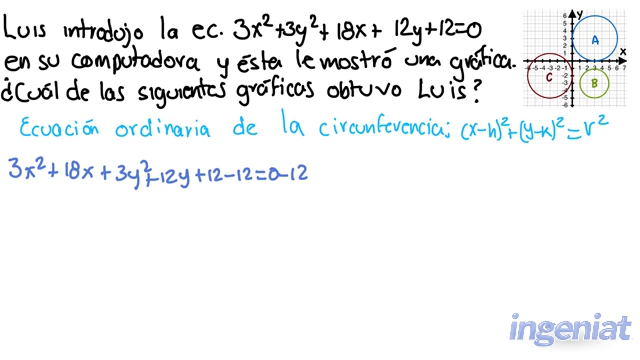 Luis introdujo la ec. 3x²+3y²+18x+ 12y+12=0
en su computadora y ésta le mostró una gráfica.
¿Cuál de las siguientes gráficas obtuvo Luis?
Ecuación ordinaria de la circunferencia: (x-h)²+(y-k)²=r²
3x²+18x+3y²+12y+12-12=0-12
y
x
A
B
C
ingeniat